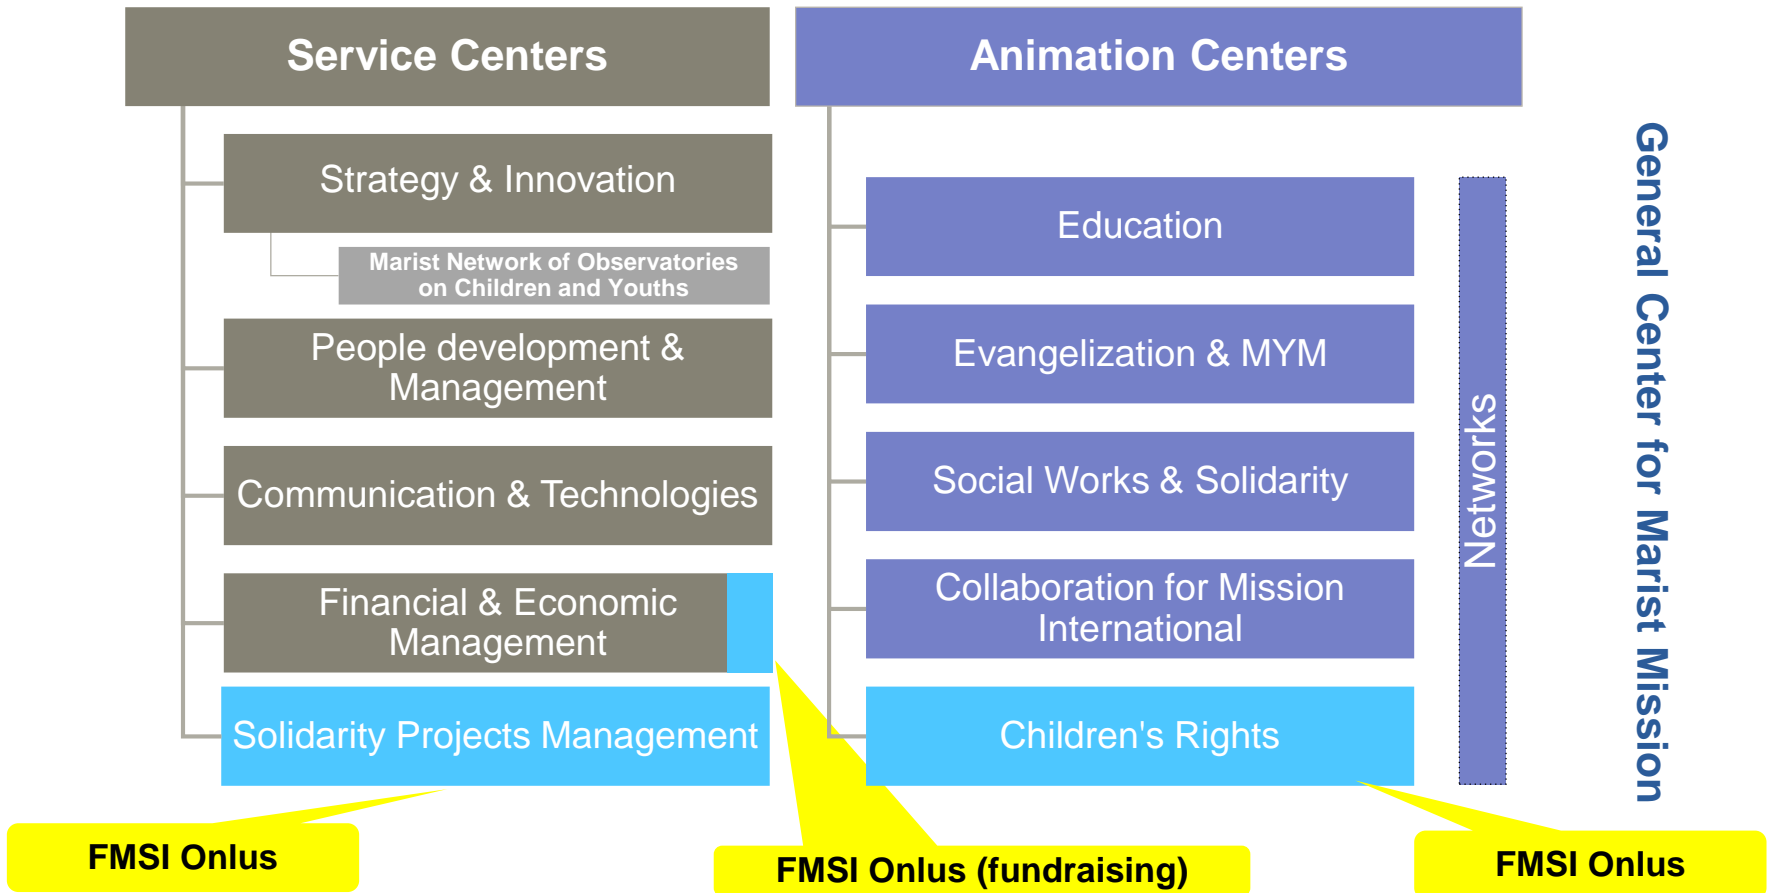 Service Centers
Strategy & Innovation
Marist Network of Observatories
on Children and Youths
People development &
Management
Communication & Technologies
Financial & Economic
Management
Solidarity Projects Management
Animation Centers
Education
Evangelization & MYM
Social Works & Solidarity
Collaboration for Mission
International
Children's Rights
Networks
General Center for Marist Mission
FMSI Onlus
FMSI Onlus (fundraising)
FMSI Onlus